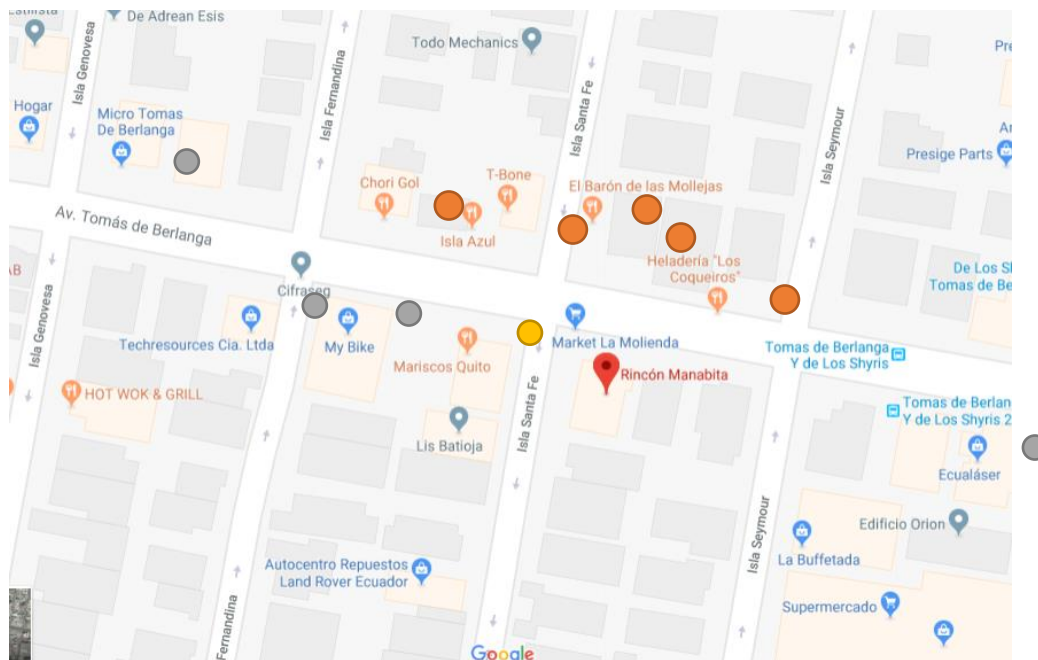 De Adrean Esis
Isla Genovesa
Isla Fernandina
Todo Mechanics
Isla Santa Fe
Isla Seymour
Hogar
Micro Tomas
De Berlanga
Presige Parts
Chori Gol
T-Bone
El Barón de las Mollejas
Isla Azul
Av. Tomás de Berlanga
Heladería "Los
Coqueiros"
De Los
Tomas de Be
Cifraseg
Techresources Cia. Ltda
My Bike
Market La Molienda
Mariscos Quito
Tomas de Berlanga
Y de Los Shyris
Rincón Manabita
Isla Genovesa
HOT WOK & GRILL
Isla Santa Fe
Tomas de Berlan
Y de Los Shyris 2
Lis Batioja
Ecualáser
Isla Seymour
Edificio Orion
La Buffetada
Autocentro Repuestos
Land Rover Ecuador
Supermercado
Fernandina
Google